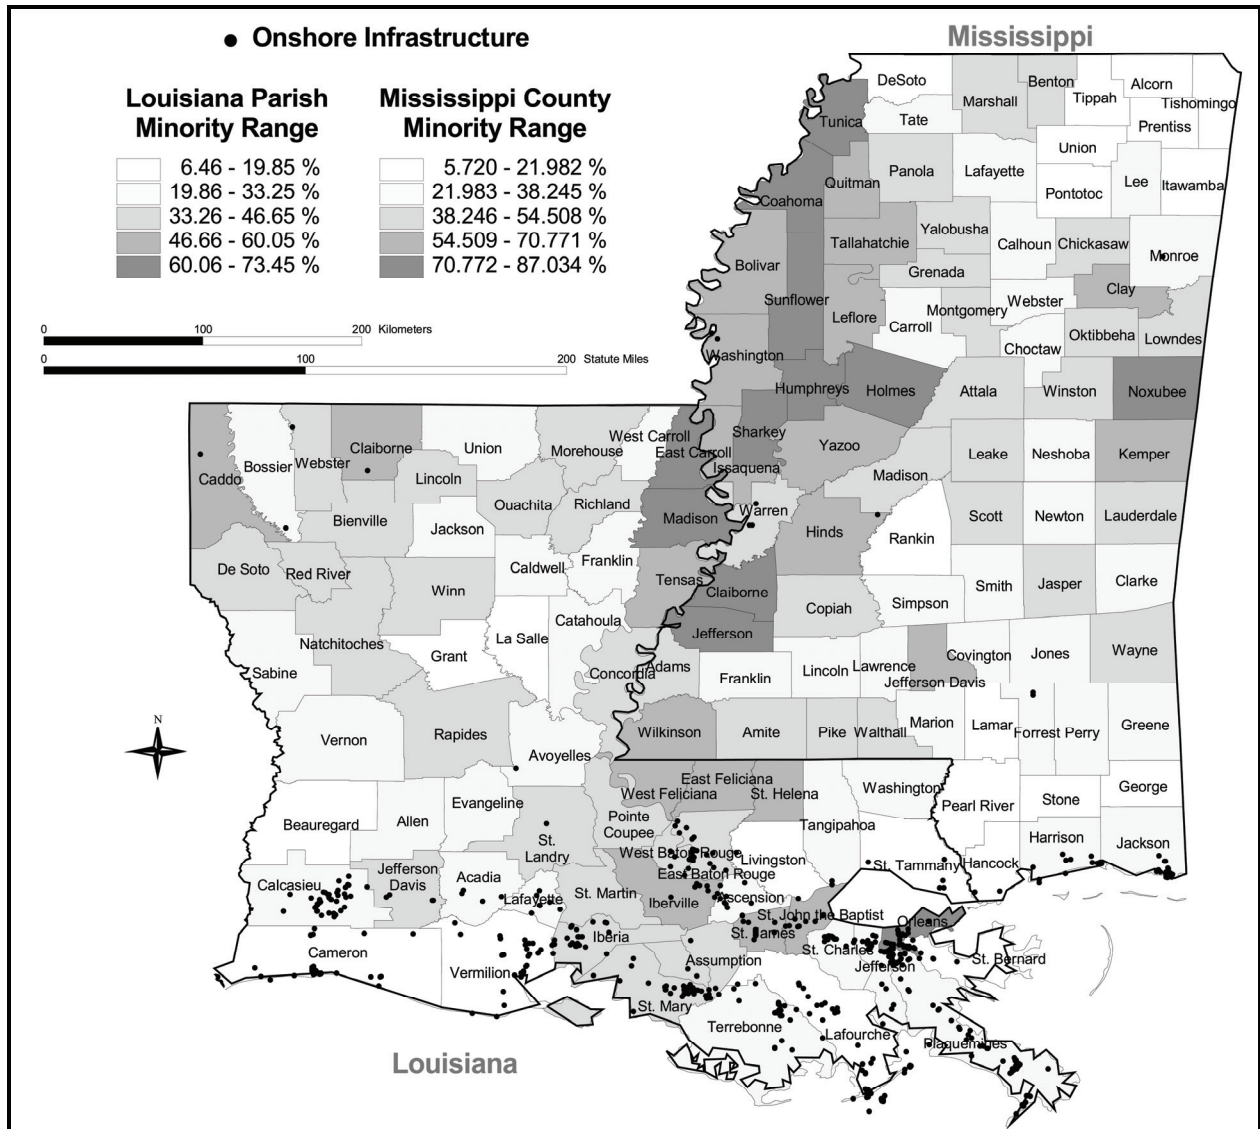 Onshore Infrastructure
Mississippi
Louisiana Parish
Minority Range
6.46 - 19.85 %
19.86 - 33.25 %
33.26 - 46.65 %
46.66 - 60.05 %
60.06 - 73.45 %
Mississippi County
Minority Range
5.720 - 21.982 %
21.983 - 38.245 %
38.246 - 54.508 %
54.509 - 70.771 %
70.772 - 87.034 %
0 100 200 Kilometers
0 100 200 Statute Miles
DeSoto
Marshall
Benton
Tippah
Alcorn
Tishomingo
Prentiss
Tunica
Tate
Union
Quitman
Panola
Lafayette
Pontotoc
Lee
Itawamba
Coahoma
Tallahatchie
Yalobusha
Calhoun
Chickasaw
Monroe
Bolivar
Grenada
Clay
Sunflower
Leflore
Carroll
Montgomery
Webster
Choctaw
Oktibbeha
Lowndes
Washington
Humphreys
Holmes
Attala
Winston
Noxubee
Sharkey
Yazoo
Issaquena
Madison
Leake
Neshoba
Kemper
Warren
Hinds
Rankin
Scott
Newton
Lauderdale
Claiborne
Copiah
Simpson
Smith
Jasper
Clarke
Jefferson
Adams
Franklin
Lincoln
Lawrence
Jefferson Davis
Covington
Jones
Wayne
Wilkinson
Amite
Pike
Walthall
Marion
Lamar
Forrest
Perry
Greene
Pearl River
Stone
George
Hancock
Harrison
Jackson
Caddo
Bossier
Webster
Claiborne
Union
Morehouse
West Carroll
East Carroll
Lincoln
Ouachita
Richland
Madison
Bienville
Jackson
De Soto
Red River
Winn
Caldwell
Franklin
Tensas
Natchitoches
Sabine
Grant
La Salle
Catahoula
Concordia
N
Vernon
Rapides
Avoyelles
West Feliciana
East Feliciana
St. Helena
Tangipahoa
Washington
Beauregard
Allen
Evangeline
St.
Landry
Pointe
Coupee
West Baton Rouge
East Baton Rouge
Livingston
St. Tammany
Calcasieu
Jefferson
Davis
Acadia
Lafayette
St. Martin
Iberville
Ascension
St. James
St. John the Baptist
Orleans
Cameron
Vermilion
Iberia
Assumption
St. Charles
Jefferson
St. Bernard
St. Mary
Terrebonne
Lafourche
Plaquemines
Louisiana